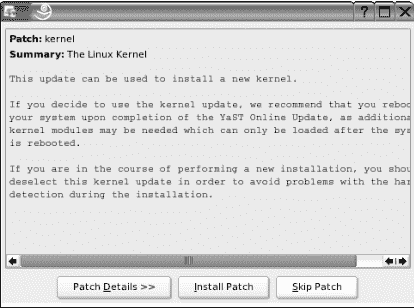 Patch: kernel
Summary: The Linux Kernel
This update can be used to install a new kernel.
If you decide to use the kernel update, we recommend that you
your system upon completion of the YaST Online Update, as
kernel modules may be needed which can only be loaded after the
is rebooted.
If you are in the course of performing a new installation, you
deselect this kernel update in order to avoid problems with the
detection during the installation.
Patch Details >>
Install Patch
Skip Patch